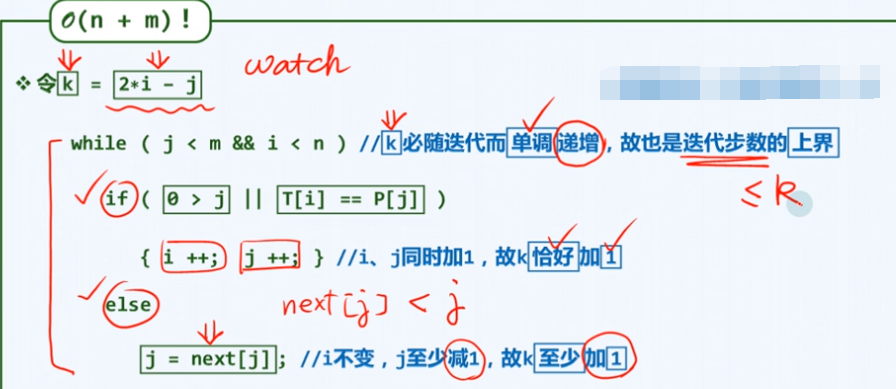 O(n + m) !
❖ 令k = 2*i - j watch
while ( j < m && i < n ) //k必随迭代而单调递增，故也是迭代步数的上界
≤ k
if( 0 > j || T[i] == P[j] )
{ i ++; j ++; } //i、j同时加1，故k恰好加1
else next[j] < j
j = next[j]; //i不变，j至少减1，故k至少加1